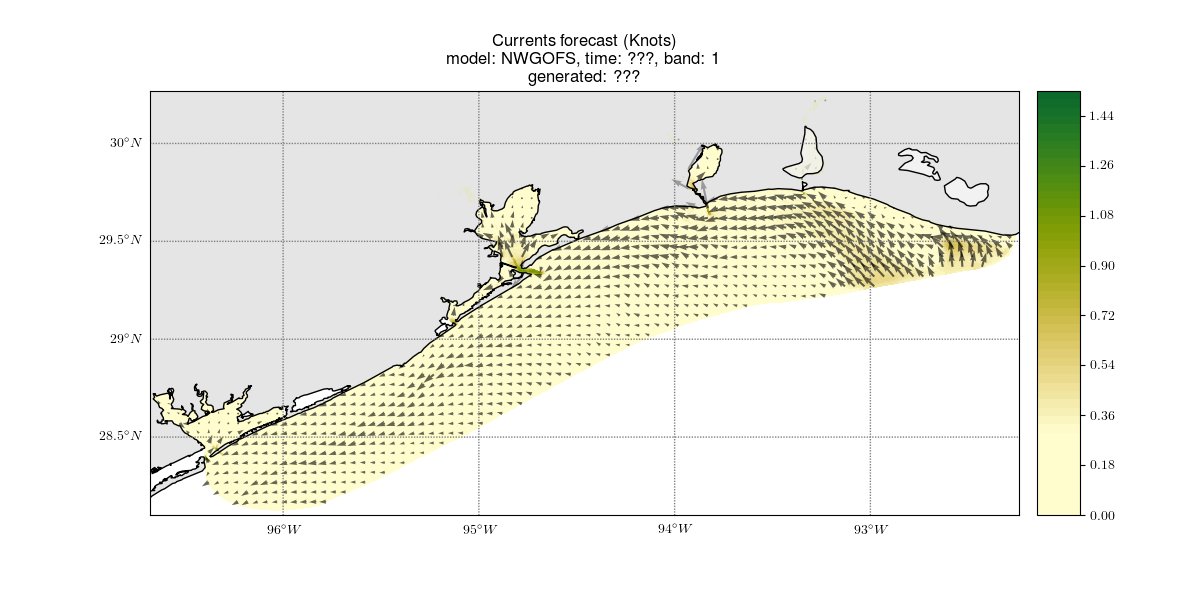 Currents forecast (Knots)
model: NWGOFS, time: ???, band: 1
generated: ???
30°N
29.5°N
29°N
28.5°N
96°W
95°W
94°W
93°W
1.44
1.26
1.08
0.90
0.72
0.54
0.36
0.18
0.00